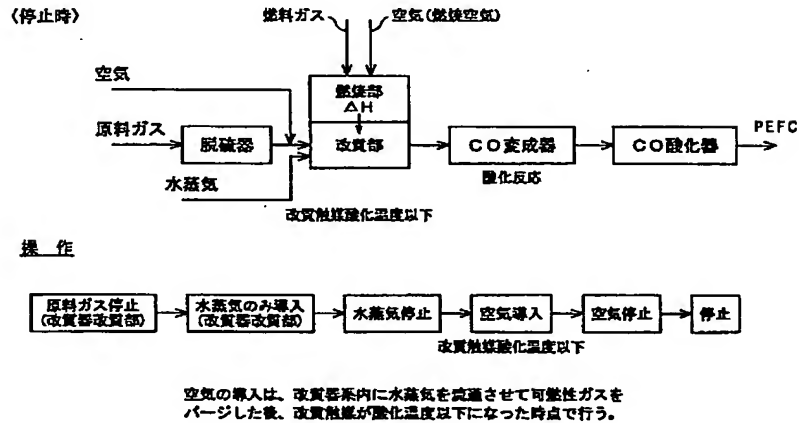 〈停止時〉
燃料ガス
空気(燃焼空気)
空気
燃焼部
ΔH
原料ガス
脱硫器
改質部
CO変成器
CO酸化器
PEFC
水蒸気
酸化反応
改質触媒酸化温度以下
操 作
原料ガス停止
(改質器改質部)
水蒸気のみ導入
(改質器改質部)
水蒸気停止
空気導入
空気停止
停止
改質触媒酸化温度以下
空気の導入は、改質器系内に水蒸気を流通させて可燃性ガスを
パージした後、改質触媒が酸化温度以下になった時点で行う。